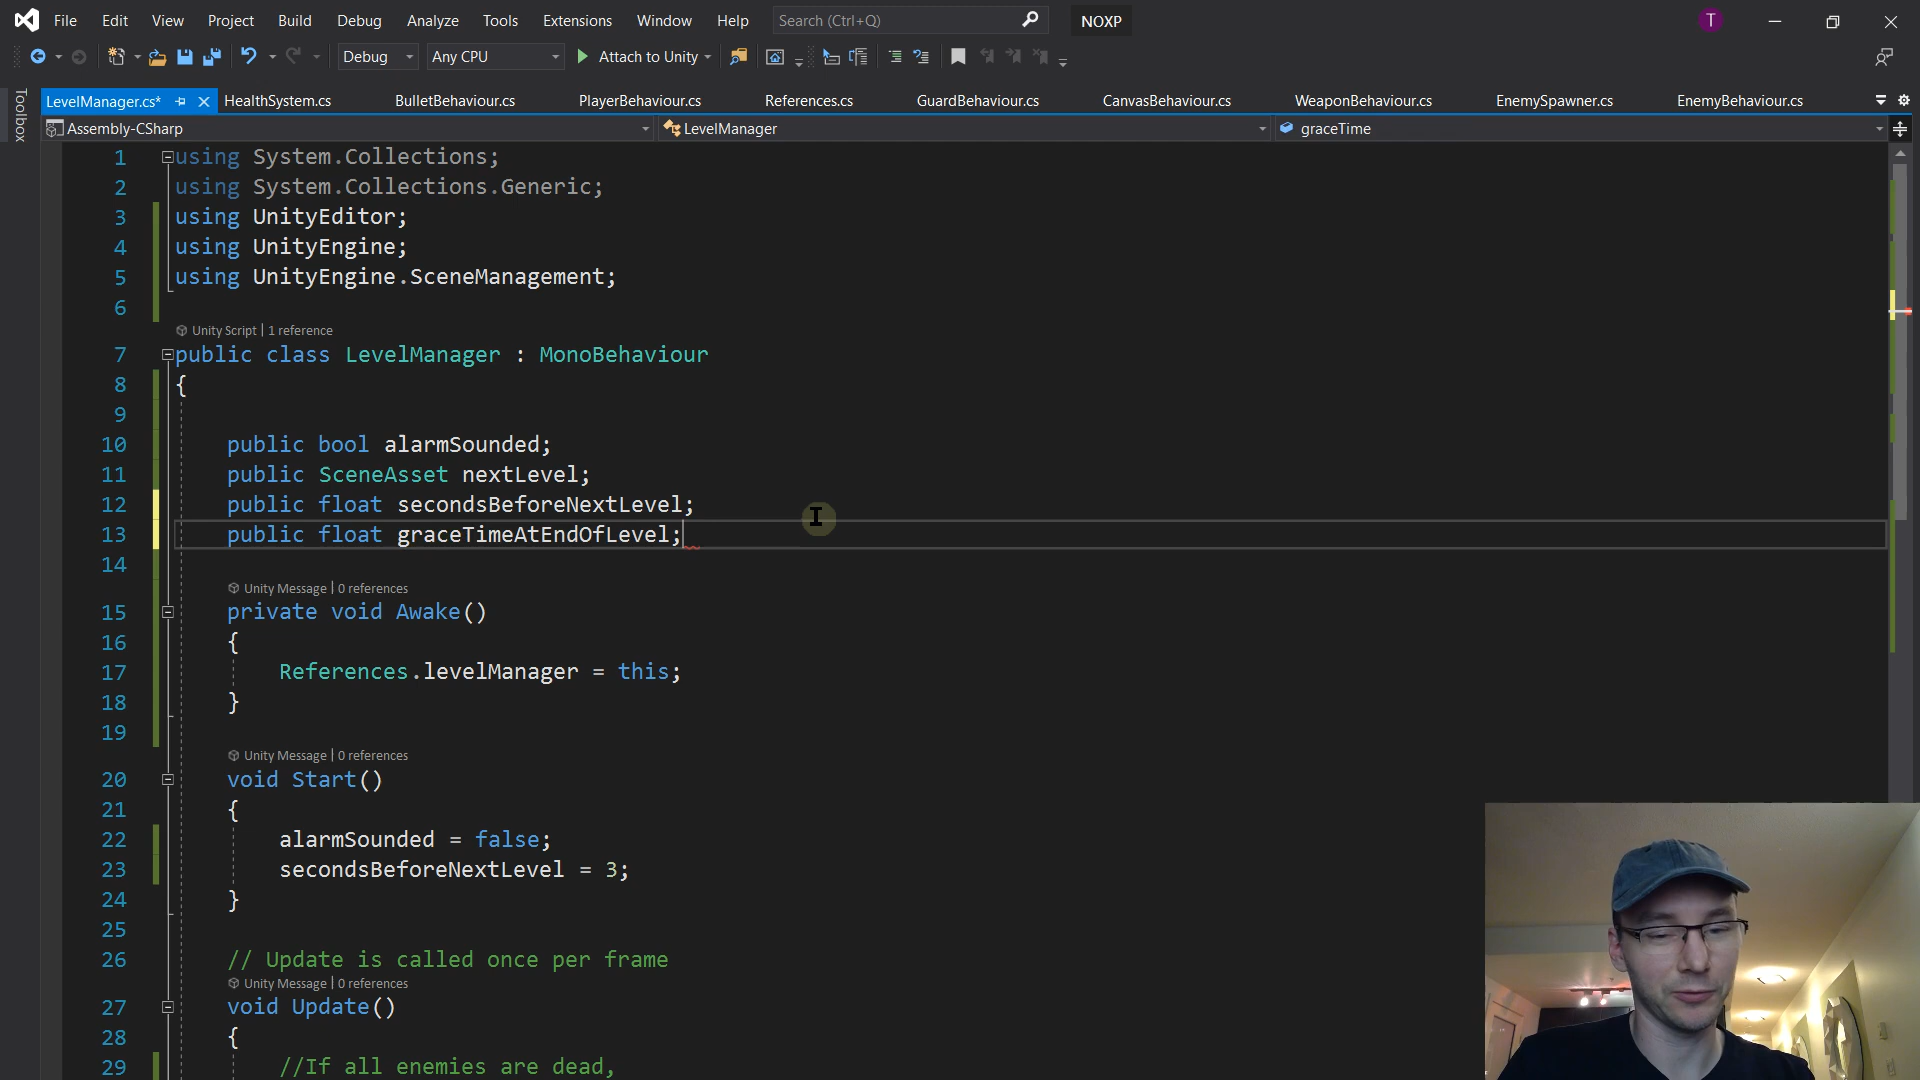 File Edit View Project Build Debug Analyze Tools Extensions Window Help Search (Ctrl+Q) NOXP T
Debug Any CPU Attach to Unity
Toolbox
LevelManager.cs* HealthSystem.cs BulletBehaviour.cs PlayerBehaviour.cs References.cs GuardBehaviour.cs CanvasBehaviour.cs WeaponBehaviour.cs EnemySpawner.cs EnemyBehaviour.cs
Assembly-CSharp LevelManager graceTime
1 using System.Collections;
2 using System.Collections.Generic;
3 using UnityEditor;
4 using UnityEngine;
5 using UnityEngine.SceneManagement;
6
Unity Script | 1 reference
7 public class LevelManager : MonoBehaviour
8 {
9
10 public bool alarmSounded;
11 public SceneAsset nextLevel;
12 public float secondsBeforeNextLevel;
13 public float graceTimeAtEndOfLevel;
14
Unity Message | 0 references
15 private void Awake()
16 {
17 References.levelManager = this;
18 }
19
Unity Message | 0 references
20 void Start()
21 {
22 alarmSounded = false;
23 secondsBeforeNextLevel = 3;
24 }
25
26 // Update is called once per frame
Unity Message | 0 references
27 void Update()
28 {
29 //If all enemies are dead,